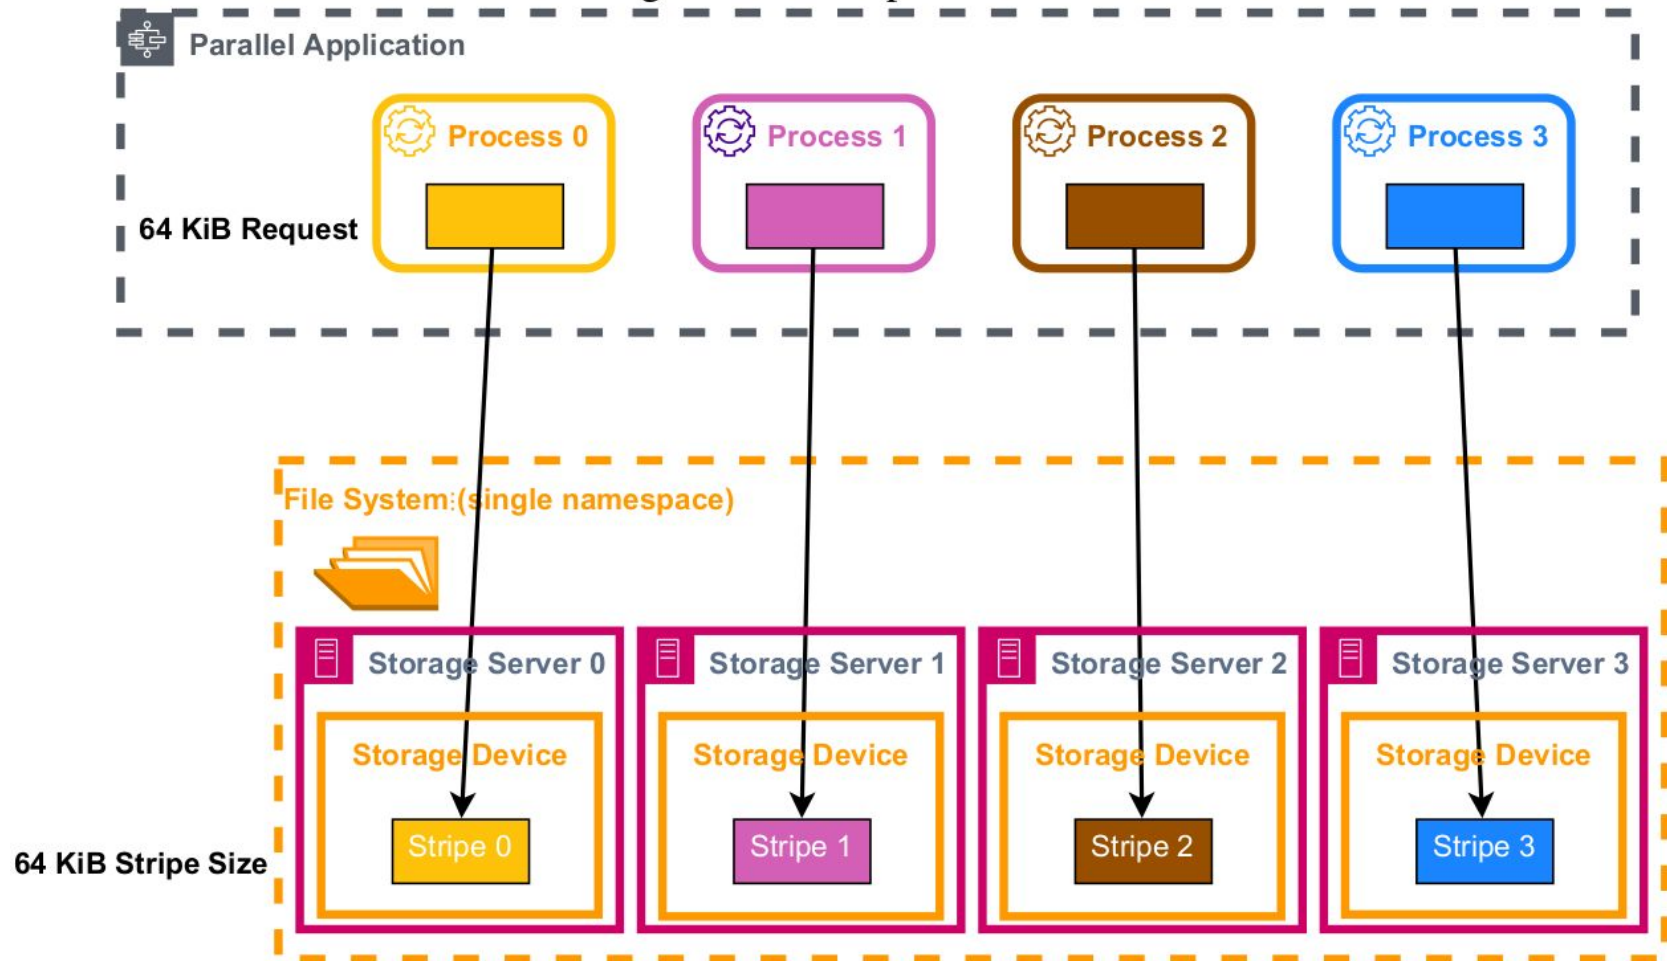 Parallel Application
Process 0
Process 1
Process 2
Process 3
64 KiB Request
File System:(single namespace)
Storage Server 0
Storage Server 1
Storage Server 2
Storage Server 3
Storage Device
Storage Device
Storage Device
Storage Device
Stripe 0
Stripe 1
Stripe 2
Stripe 3
64 KiB Stripe Size